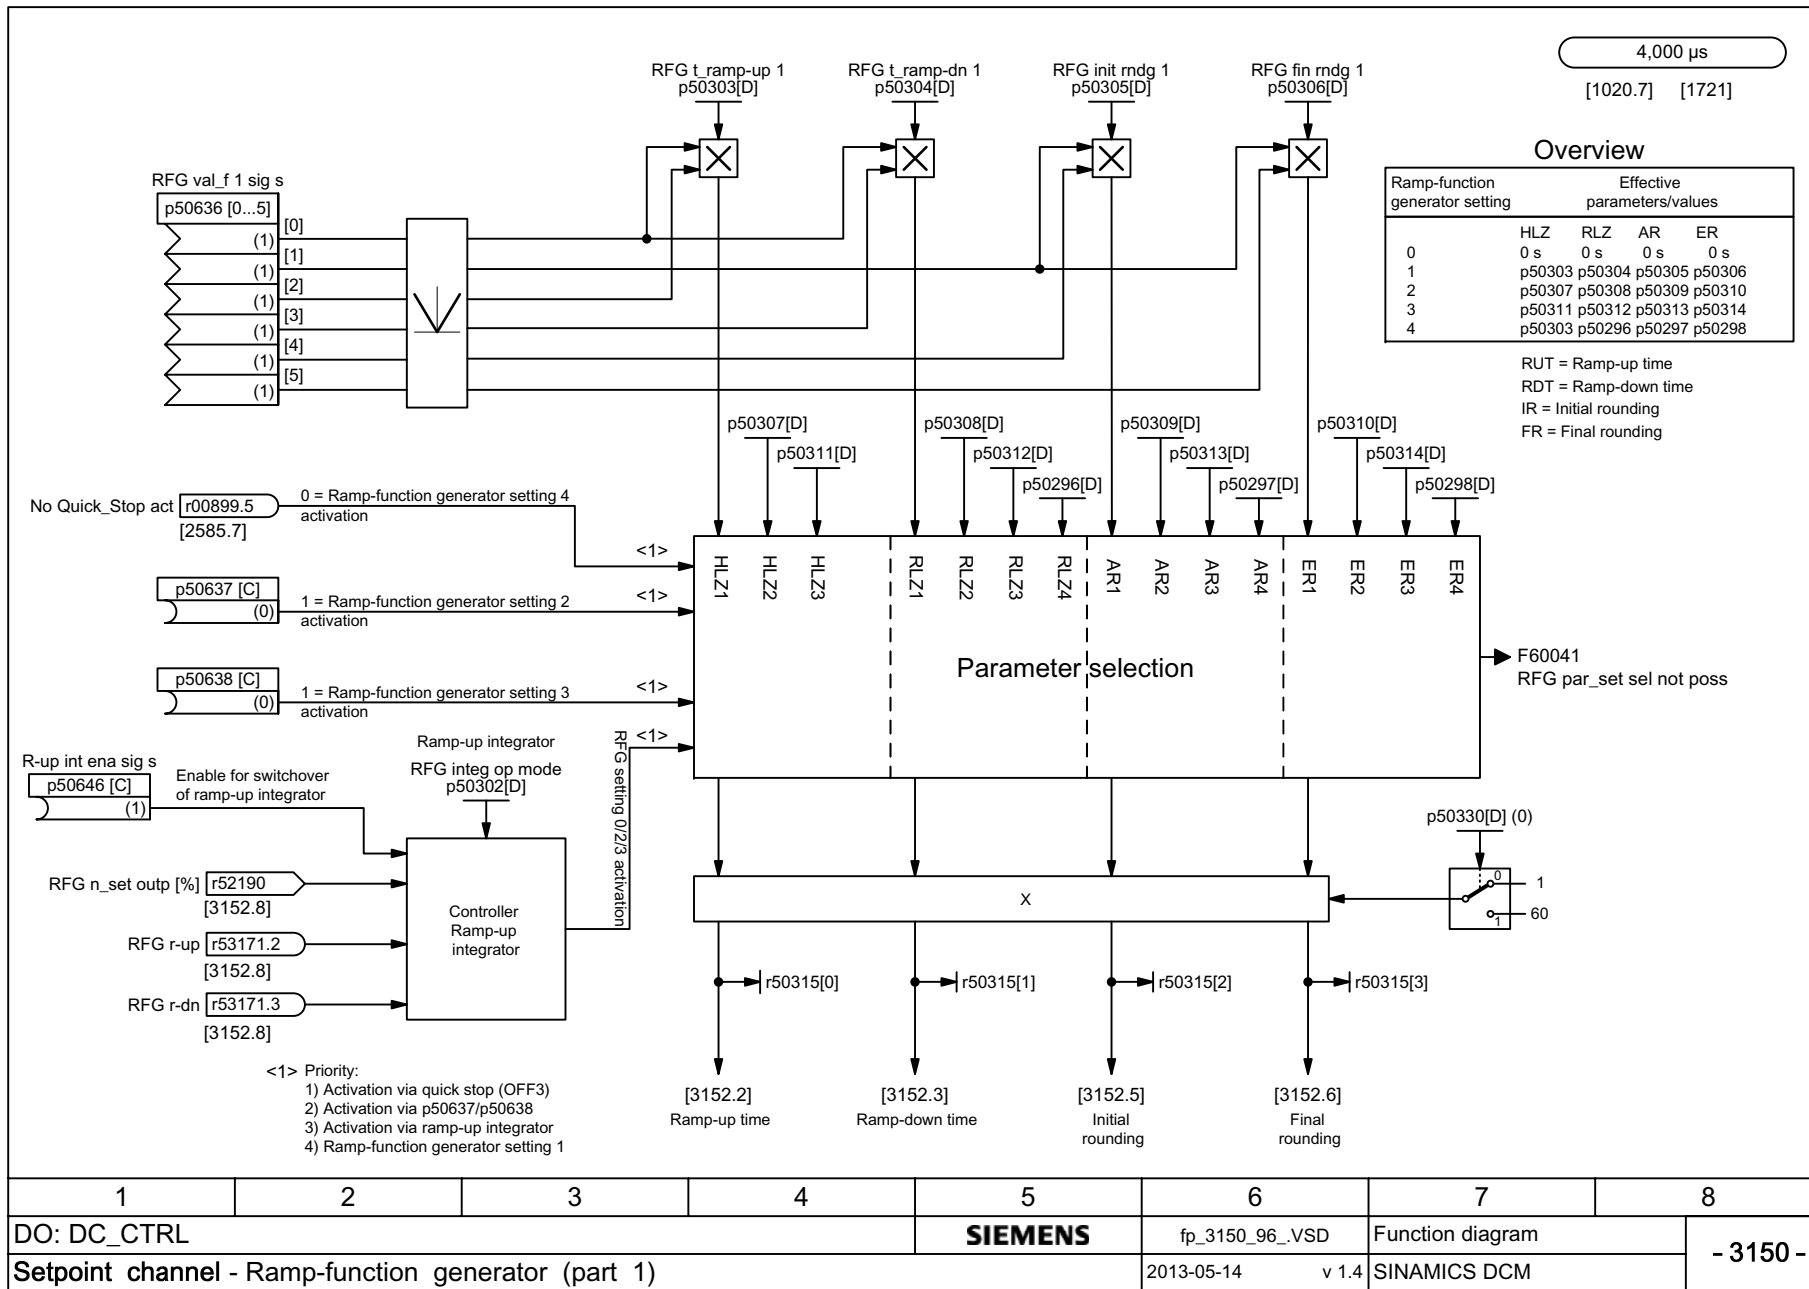 4,000 µs
[1020.7] [1721]
RFG t_ramp-up 1
p50303[D]
RFG t_ramp-dn 1
p50304[D]
RFG init rndg 1
p50305[D]
RFG fin rndg 1
p50306[D]
Overview
Ramp-function generator setting
Effective parameters/values
HLZ RLZ AR ER
0 0 s 0 s 0 s 0 s
1 p50303 p50304 p50305 p50306
2 p50307 p50308 p50309 p50310
3 p50311 p50312 p50313 p50314
4 p50303 p50296 p50297 p50298
RUT = Ramp-up time
RDT = Ramp-down time
IR = Initial rounding
FR = Final rounding
RFG val_f 1 sig s
p50636 [0...5]
(1) [0]
(1) [1]
(1) [2]
(1) [3]
(1) [4]
(1) [5]
p50307[D]
p50311[D]
p50308[D]
p50312[D]
p50296[D]
p50309[D]
p50313[D]
p50297[D]
p50310[D]
p50314[D]
p50298[D]
No Quick_Stop act r00899.5
[2585.7]
0 = Ramp-function generator setting 4
activation
<1>
p50637 [C]
(0)
1 = Ramp-function generator setting 2
activation
<1>
p50638 [C]
(0)
1 = Ramp-function generator setting 3
activation
<1>
HLZ1 HLZ2 HLZ3 RLZ1 RLZ2 RLZ3 RLZ4 AR1 AR2 AR3 AR4 ER1 ER2 ER3 ER4
Parameter selection
F60041
RFG par_set sel not poss
R-up int ena sig s
p50646 [C]
(1)
Enable for switchover
of ramp-up integrator
Ramp-up integrator
RFG integ op mode
p50302[D]
RFG setting 0/2/3 activation
<1>
RFG n_set outp [%] r52190
[3152.8]
RFG r-up r53171.2
[3152.8]
RFG r-dn r53171.3
[3152.8]
Controller
Ramp-up
integrator
p50330[D] (0)
0 1
1 60
X
r50315[0]
r50315[1]
r50315[2]
r50315[3]
<1> Priority:
1) Activation via quick stop (OFF3)
2) Activation via p50637/p50638
3) Activation via ramp-up integrator
4) Ramp-function generator setting 1
[3152.2]
Ramp-up time
[3152.3]
Ramp-down time
[3152.5]
Initial
rounding
[3152.6]
Final
rounding
1 2 3 4 5 6 7 8
DO: DC_CTRL
SIEMENS
fp_3150_96_.VSD
Function diagram
- 3150 -
Setpoint channel - Ramp-function generator (part 1)
2013-05-14 v 1.4
SINAMICS DCM